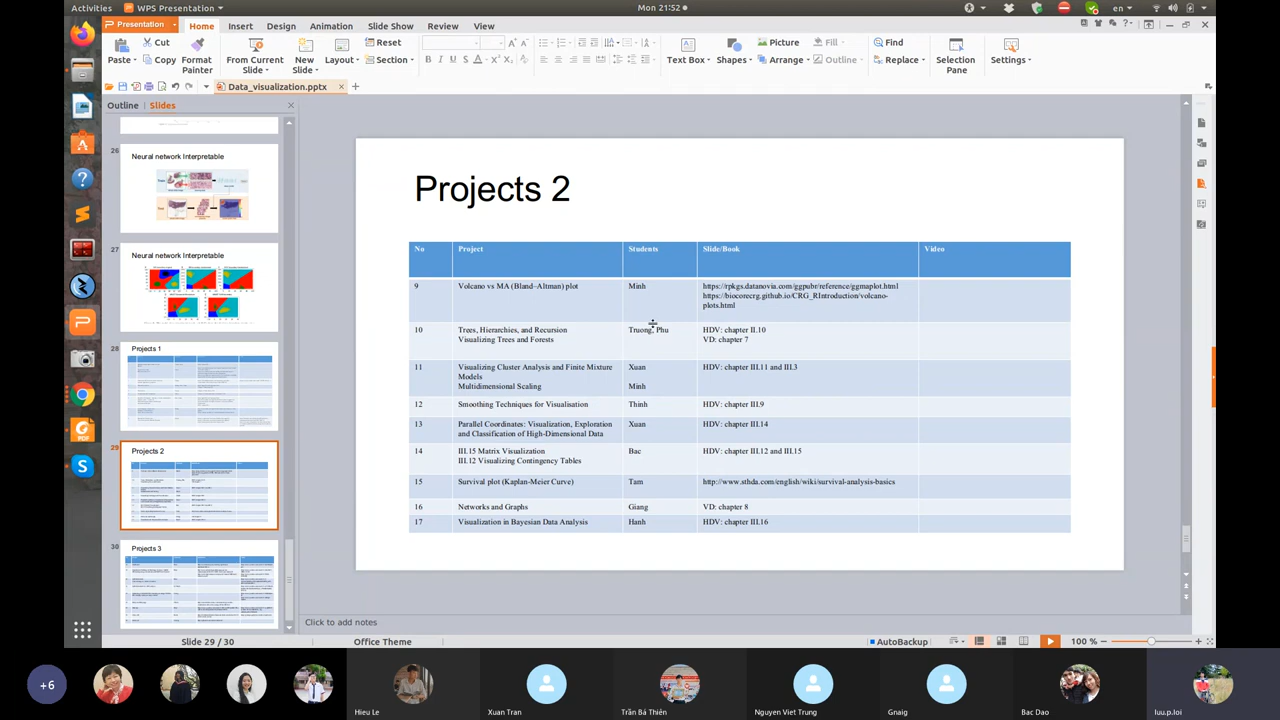 Activities
WPS Presentation
Mon 21:52
en
Presentation
Home
Insert
Design
Animation
Slide Show
Review
View
Paste
Cut
Copy
Format
Painter
From Current
Slide
New
Slide
Layout
Reset
Section
Text Box
Shapes
Picture
Arrange
Fill
Outline
Find
Replace
Selection
Pane
Settings
Data_visualization.pptx
Outline
Slides
26
Neural network Interpretable
27
Neural network Interpretable
28
Projects 1
29
Projects 2
30
Projects 3
Projects 2
No Project Students Slide/Book Video
9 Volcano vs MA (Bland–Altman) plot Minh https://rpkgs.datanovia.com/ggpubr/reference/ggmaplot.html
https://biocorecrg.github.io/CRG_RIntroduction/volcano-
plots.html
10 Trees, Hierarchies, and Recursion Truong, Phu HDV: chapter II.10
Visualizing Trees and Forests VD: chapter 7
11 Visualizing Cluster Analysis and Finite Mixture Xuan HDV: chapter III.11 and III.3
Models
Multidimensional Scaling Minh
12 Smoothing Techniques for Visualisation Thinh HDV: chapter III.9
13 Parallel Coordinates: Visualization, Exploration Xuan HDV: chapter III.14
and Classification of High-Dimensional Data
14 III.15 Matrix Visualization Bac HDV: chapter III.12 and III.15
III.12 Visualizing Contingency Tables
15 Survival plot (Kaplan-Meier Curve) Tam http://www.sthda.com/english/wiki/survival-analysis-basics
16 Networks and Graphs Giang VD: chapter 8
17 Visualization in Bayesian Data Analysis Hanh HDV: chapter III.16
Click to add notes
Slide 29 / 30
Office Theme
AutoBackup
100 %
+6
Hieu Le
Xuan Tran
Trần Bá Thiên
Nguyen Viet Trung
Gnaig
Bac Dao
luu.p.loi